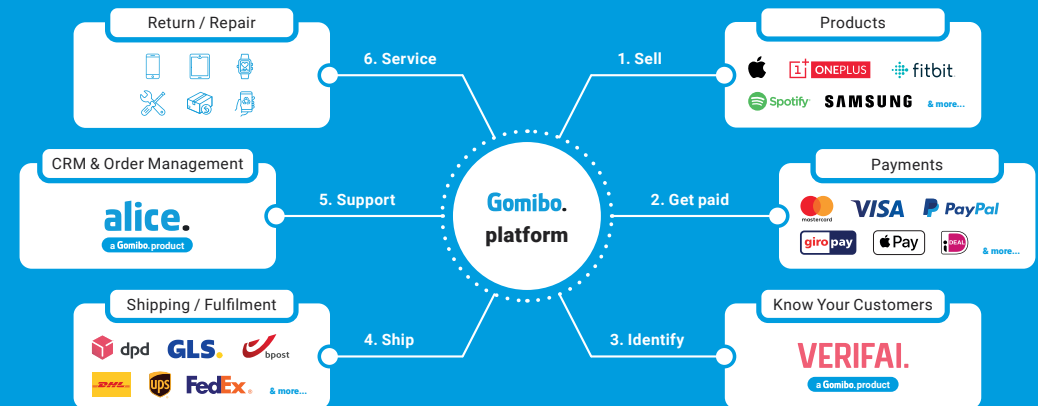 Return / Repair
6. Service
1. Sell
Products
1+ ONEPLUS
fitbit.
Spotify
SAMSUNG
& more...
CRM & Order Management
alice.
a Gomibo.product
5. Support
Gomibo.
platform
2. Get paid
Payments
mastercard
VISA
PayPal
giropay
Pay
iDEAL
& more...
Shipping / Fulfilment
dpd
GLS.
bpost
DHL
ups
FedEx.
& more...
4. Ship
3. Identify
Know Your Customers
VERIFAI.
a Gomibo.product